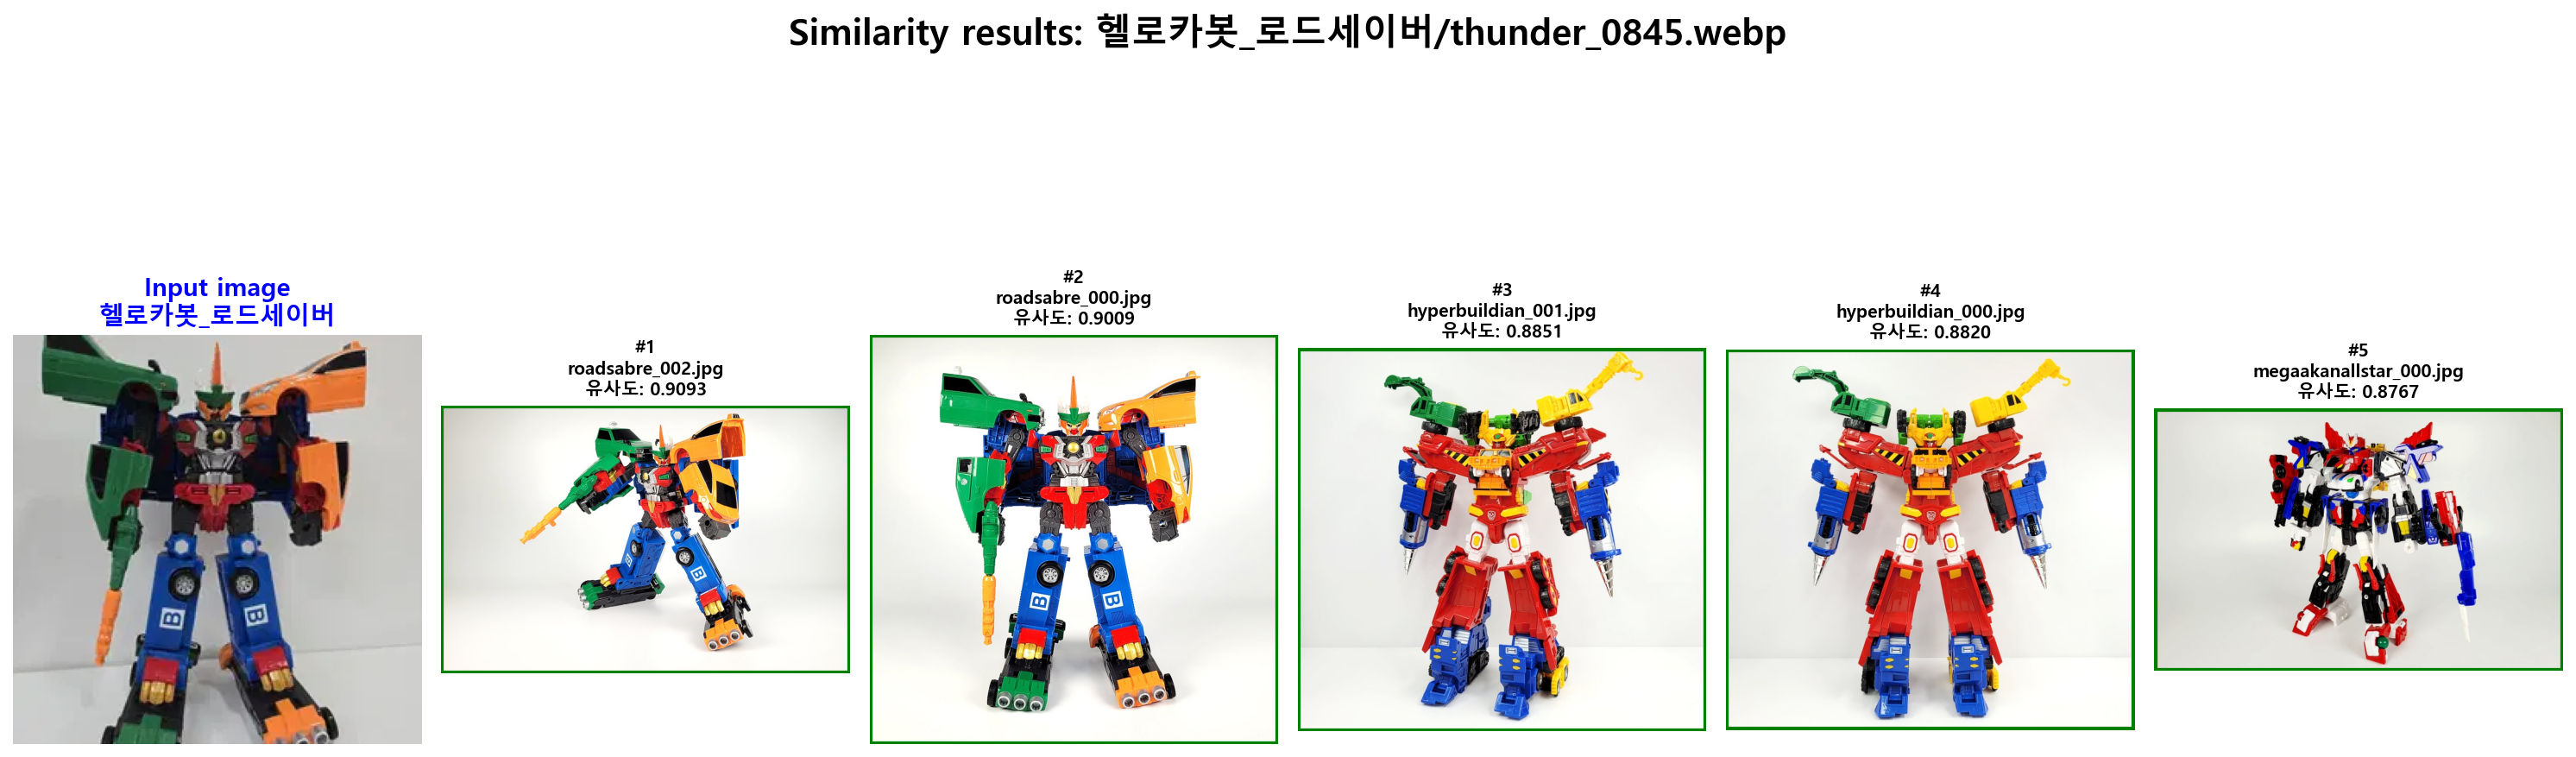 Similarity results: 헬로카봇_로드세이버/thunder_0845.webp
Input image
헬로카봇_로드세이버
#1
roadsabre_002.jpg
유사도: 0.9093
#2
roadsabre_000.jpg
유사도: 0.9009
#3
hyperbuildian_001.jpg
유사도: 0.8851
#4
hyperbuildian_000.jpg
유사도: 0.8820
#5
megaakanallstar_000.jpg
유사도: 0.8767
B
B
B
B
B
B